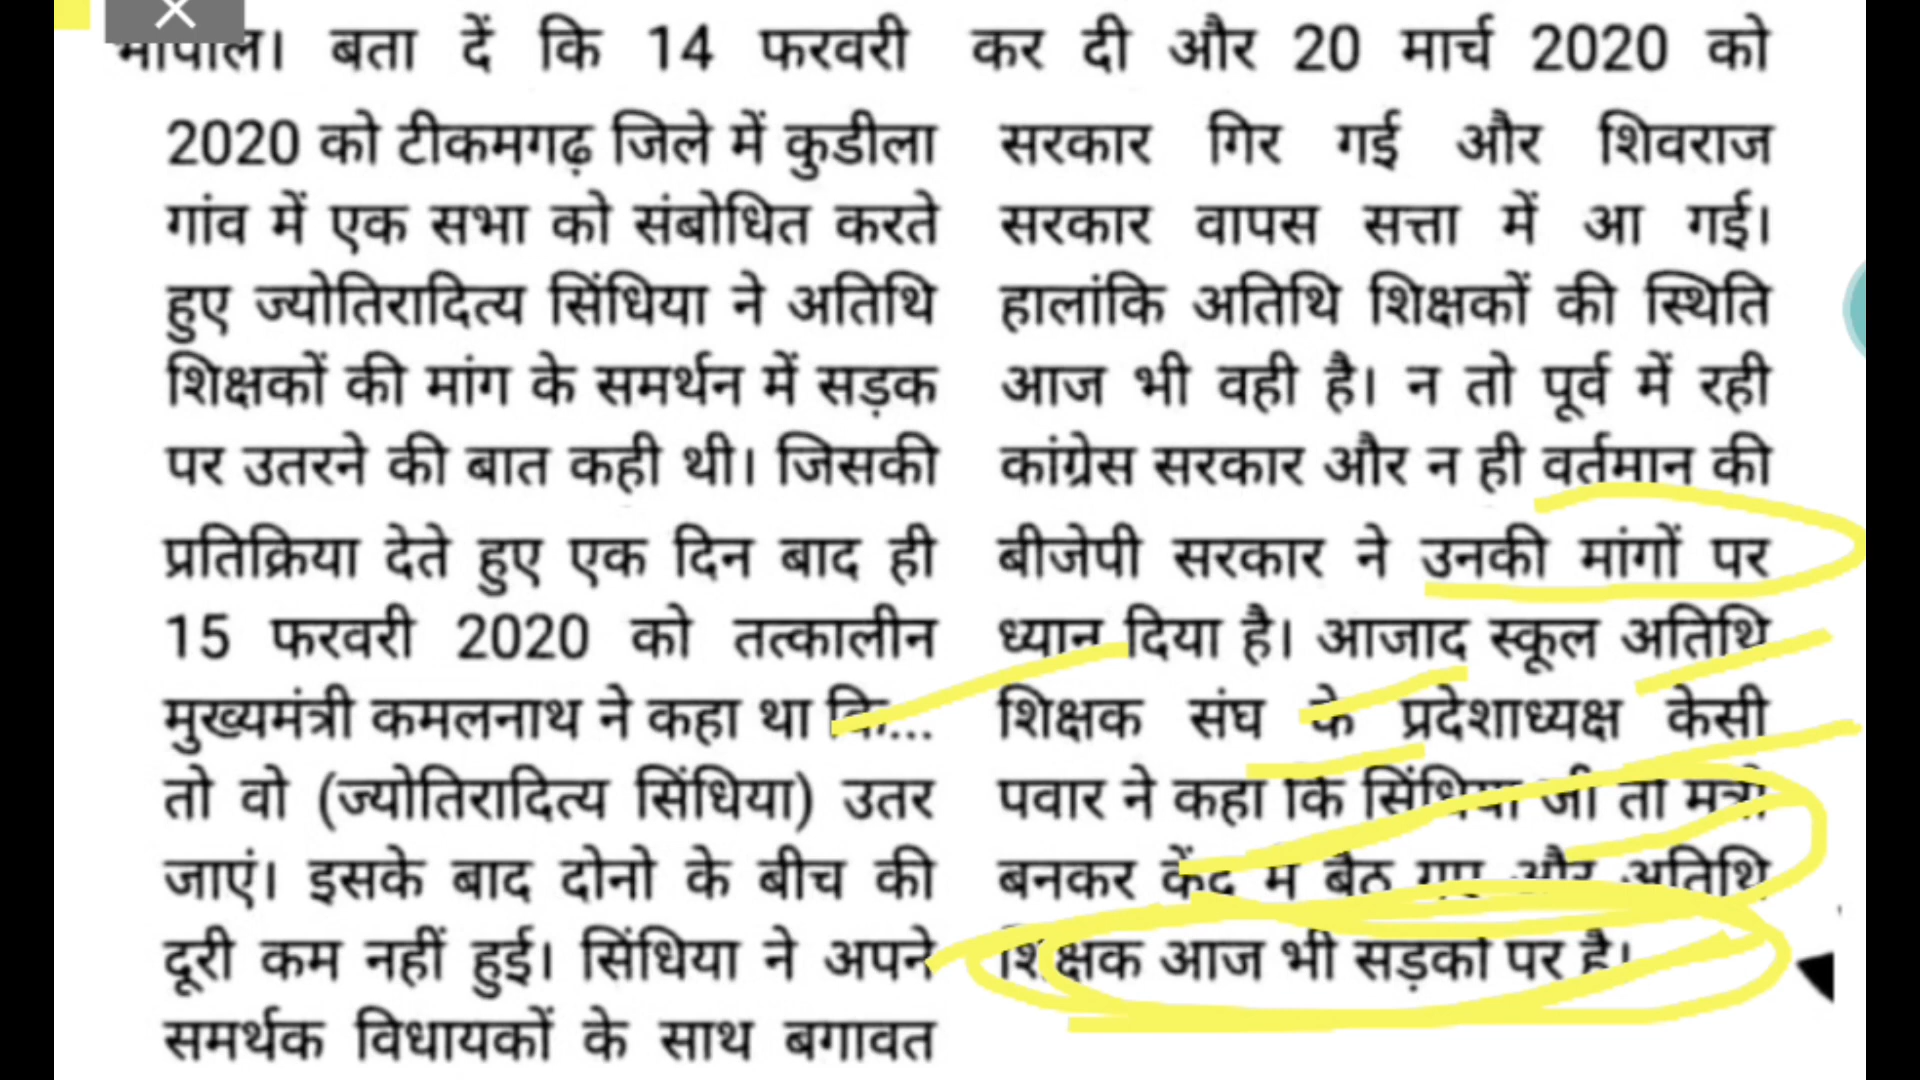 भोपाल। बता दें कि 14 फरवरी
2020 को टीकमगढ़ जिले में कुडीला
गांव में एक सभा को संबोधित करते
हुए ज्योतिरादित्य सिंधिया ने अतिथि
शिक्षकों की मांग के समर्थन में सड़क
पर उतरने की बात कही थी। जिसकी
प्रतिक्रिया देते हुए एक दिन बाद ही
15 फरवरी 2020 को तत्कालीन
मुख्यमंत्री कमलनाथ ने कहा था कि...
तो वो (ज्योतिरादित्य सिंधिया) उतर
जाएं। इसके बाद दोनो के बीच की
दूरी कम नहीं हुई। सिंधिया ने अपने
समर्थक विधायकों के साथ बगावत
कर दी और 20 मार्च 2020 को
सरकार गिर गई और शिवराज
सरकार वापस सत्ता में आ गई।
हालांकि अतिथि शिक्षकों की स्थिति
आज भी वही है। न तो पूर्व में रही
कांग्रेस सरकार और न ही वर्तमान की
बीजेपी सरकार ने उनकी मांगों पर
ध्यान दिया है। आजाद स्कूल अतिथि
शिक्षक संघ के प्रदेशाध्यक्ष केसी
पवार ने कहा कि सिंधिया जी तो मंत्री
बनकर केंद्र में बैठ गए और अतिथि
शिक्षक आज भी सड़कों पर है।